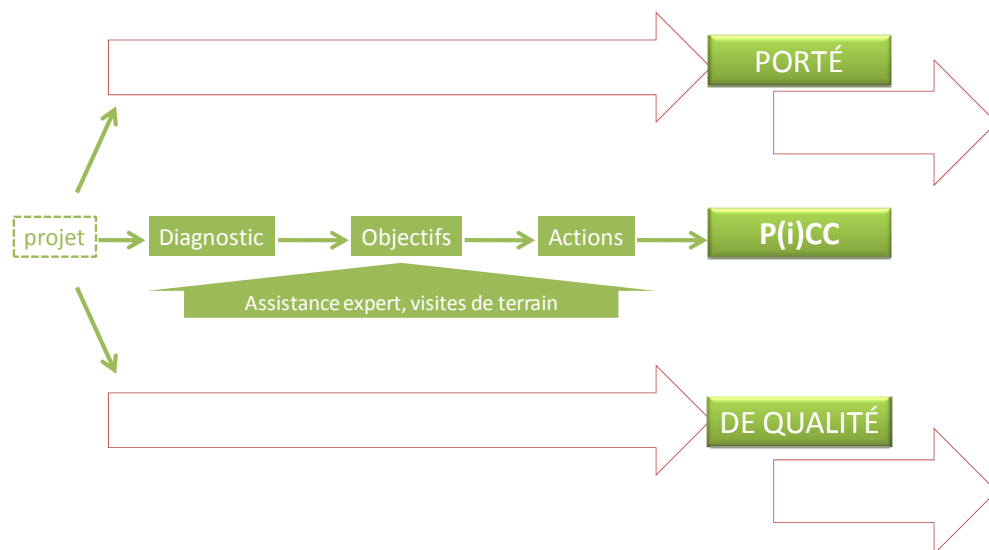 PORTÉ
projet
Diagnostic
Objectifs
Actions
P(i)CC
Assistance expert, visites de terrain
DE QUALITÉ